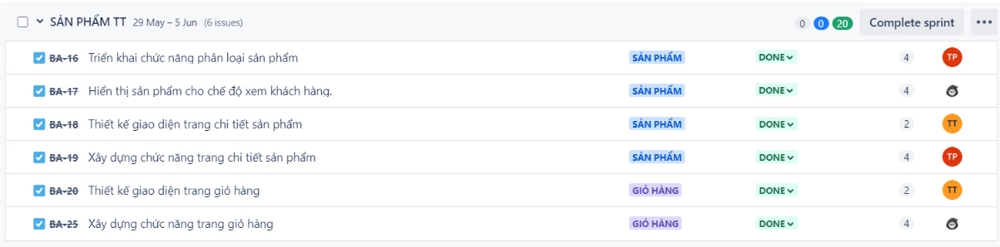 SẢN PHẨM TT 29 May – 5 Jun (6 issues) 0 0 20 Complete sprint
BA-16 Triển khai chức năng phân loại sản phẩm SẢN PHẨM DONE 4 TP
BA-17 Hiển thị sản phẩm cho chế độ xem khách hàng. SẢN PHẨM DONE 4
BA-18 Thiết kế giao diện trang chi tiết sản phẩm SẢN PHẨM DONE 2 TT
BA-19 Xây dựng chức năng trang chi tiết sản phẩm SẢN PHẨM DONE 4 TP
BA-20 Thiết kế giao diện trang giỏ hàng GIỎ HÀNG DONE 2 TT
BA-25 Xây dựng chức năng trang giỏ hàng GIỎ HÀNG DONE 4